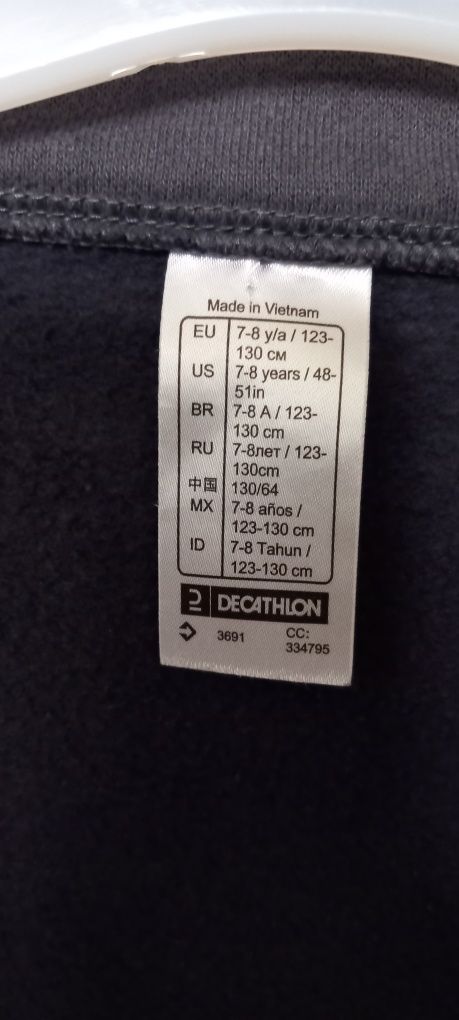 Made in Vietnam
EU 7-8 y/a / 123-
130 см
US 7-8 years / 48-
51in
BR 7-8 A / 123-
130 cm
RU 7-8лет / 123-
130cm
中国 130/64
MX 7-8 años /
123-130 cm
ID 7-8 Tahun /
123-130 cm
DECATHLON
3691 CC:
334795